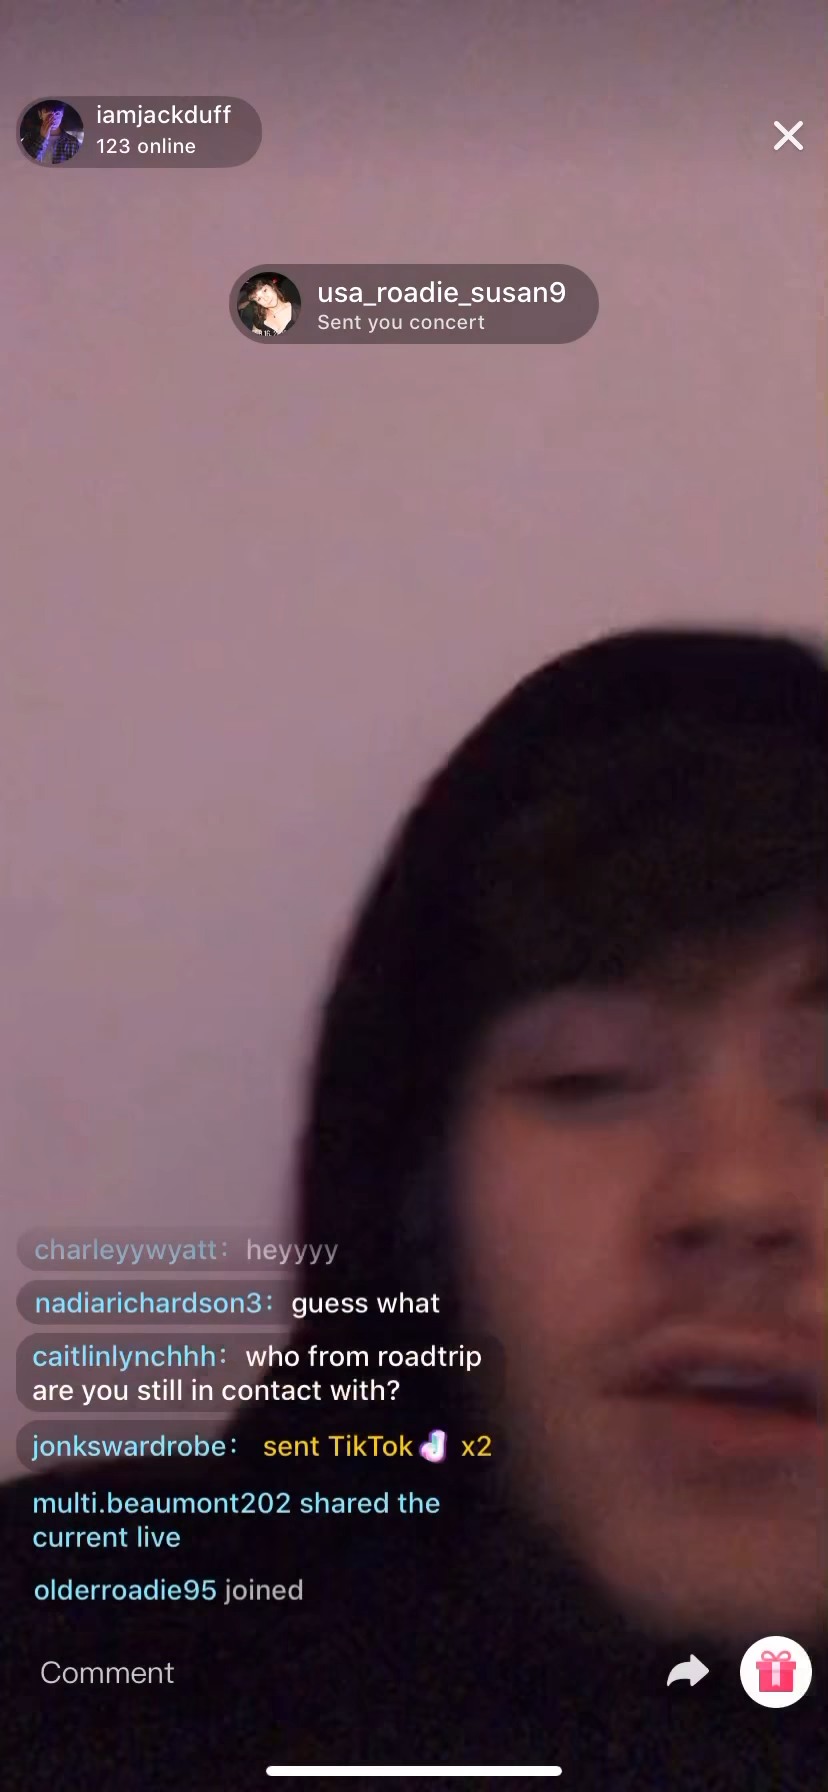 iamjackduff
123 online
usa_roadie_susan9
Sent you concert
charleyywyatt: heyyyy
nadiarichardson3: guess what
caitlinlynchhh: who from roadtrip
are you still in contact with?
jonkswardrobe: sent TikTok x2
multi.beaumont202 shared the
current live
olderroadie95 joined
Comment